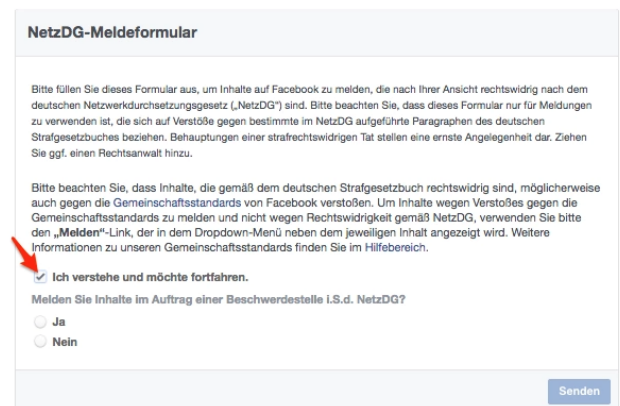 NetzDG-Meldeformular
Bitte füllen Sie dieses Formular aus, um Inhalte auf Facebook zu melden, die nach Ihrer Ansicht rechtswidrig nach dem
deutschen Netzwerkdurchsetzungsgesetz („NetzDG“) sind. Bitte beachten Sie, dass dieses Formular nur für Meldungen
zu verwenden ist, die sich auf Verstöße gegen bestimmte im NetzDG aufgeführte Paragraphen des deutschen
Strafgesetzbuches beziehen. Behauptungen einer strafrechtswidrigen Tat stellen eine ernste Angelegenheit dar. Ziehen
Sie ggf. einen Rechtsanwalt hinzu.
Bitte beachten Sie, dass Inhalte, die gemäß dem deutschen Strafgesetzbuch rechtswidrig sind, möglicherweise
auch gegen die Gemeinschaftsstandards von Facebook verstoßen. Um Inhalte wegen Verstoßes gegen die
Gemeinschaftsstandards zu melden und nicht wegen Rechtswidrigkeit gemäß NetzDG, verwenden Sie bitte
den „Melden“-Link, der in dem Dropdown-Menü neben dem jeweiligen Inhalt angezeigt wird. Weitere
Informationen zu unseren Gemeinschaftsstandards finden Sie im Hilfebereich.
Ich verstehe und möchte fortfahren.
Melden Sie Inhalte im Auftrag einer Beschwerdestelle i.S.d. NetzDG?
Ja
Nein
Senden